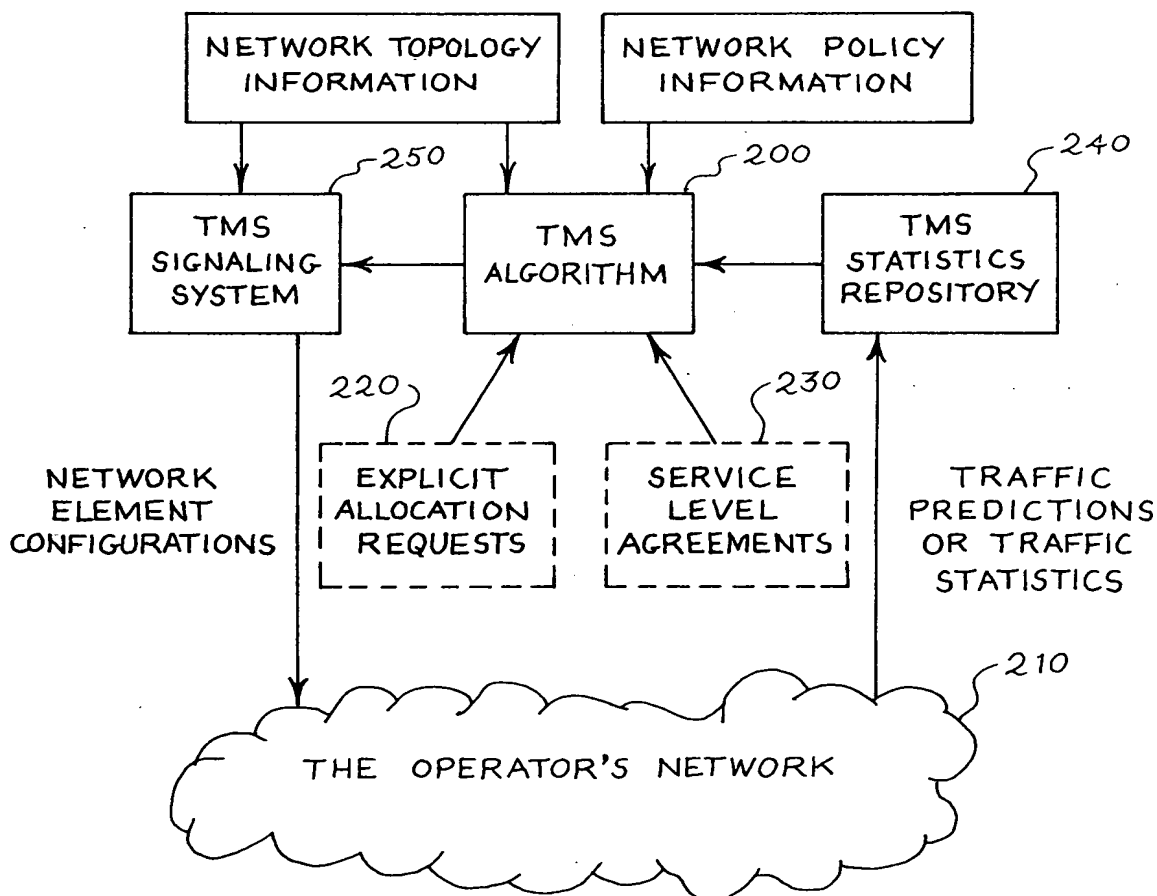 NETWORK TOPOLOGY
INFORMATION
NETWORK POLICY
INFORMATION
250
200
240
TMS
SIGNALING
SYSTEM
TMS
ALGORITHM
TMS
STATISTICS
REPOSITORY
220
230
NETWORK
ELEMENT
CONFIGURATIONS
EXPLICIT
ALLOCATION
REQUESTS
SERVICE
LEVEL
AGREEMENTS
TRAFFIC
PREDICTIONS
OR TRAFFIC
STATISTICS
210
THE OPERATOR'S NETWORK